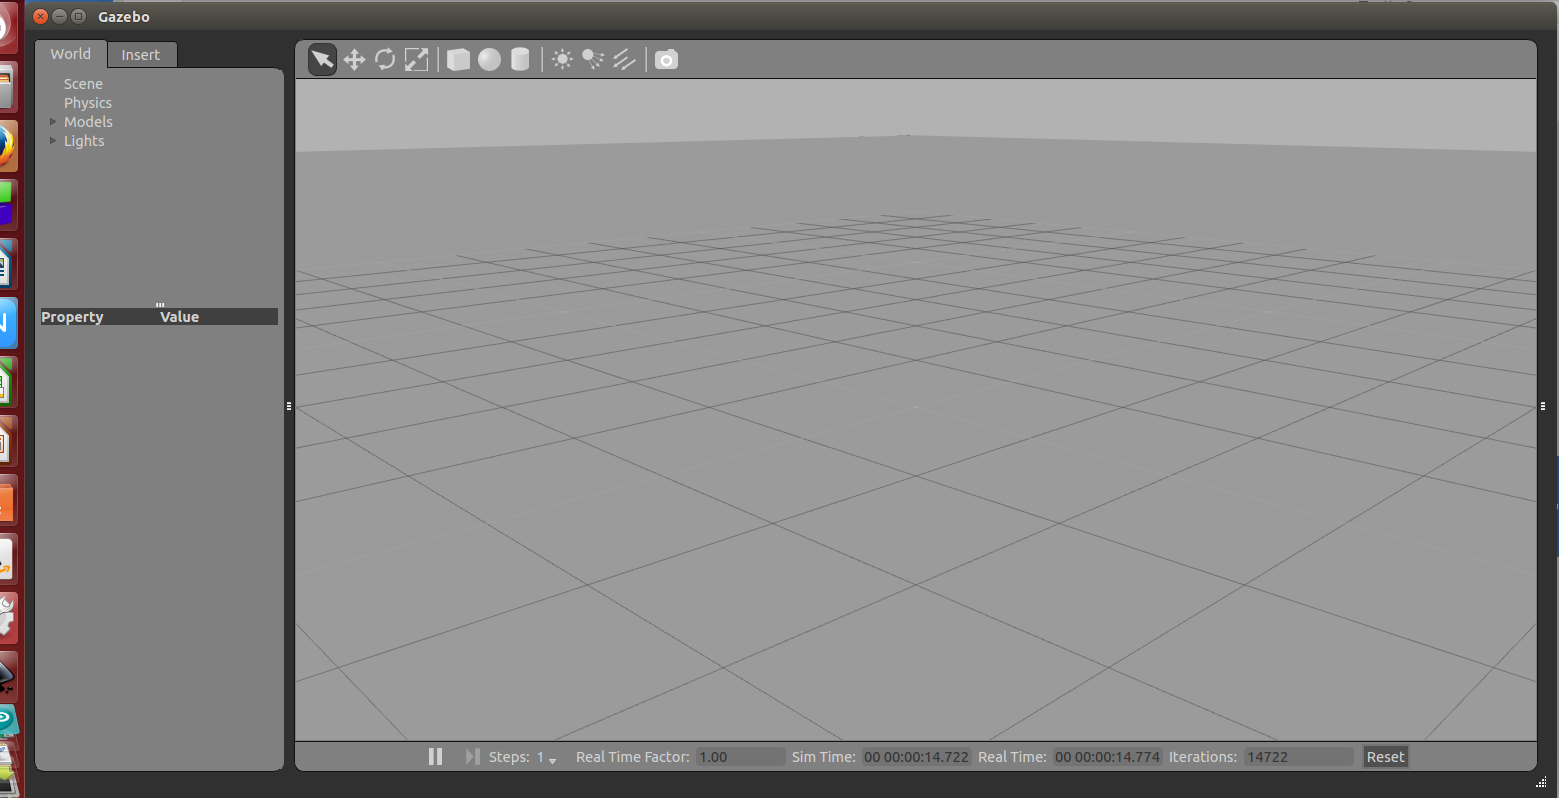 Gazebo
World Insert
Scene
Physics
Models
Lights
Property Value
Steps: 1 Real Time Factor: 1.00 Sim Time: 00 00:00:14.722 Real Time: 00 00:00:14.774 Iterations: 14722 Reset